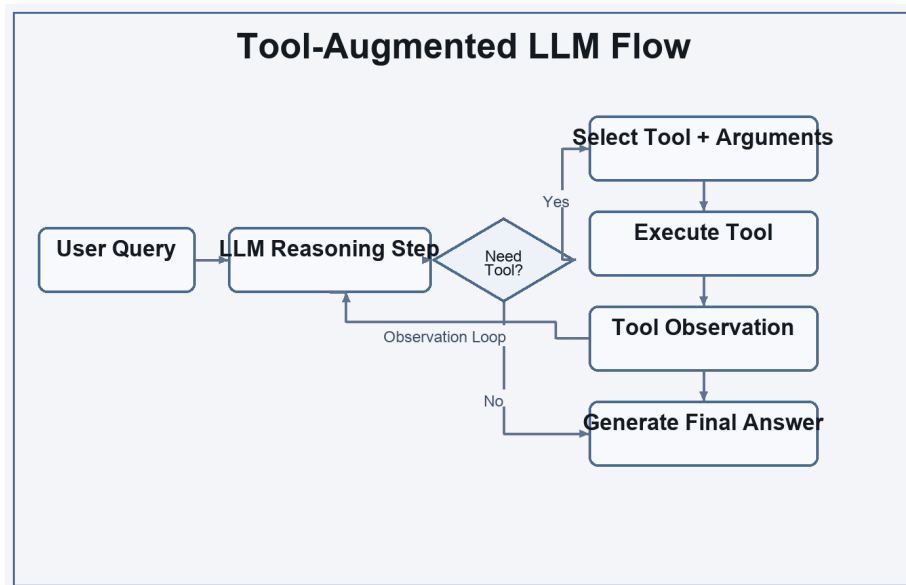 Tool-Augmented LLM Flow
Select Tool + Arguments
Yes
Execute Tool
User Query
LLM Reasoning Step
Need
Tool?
Tool Observation
Observation Loop
No
Generate Final Answer